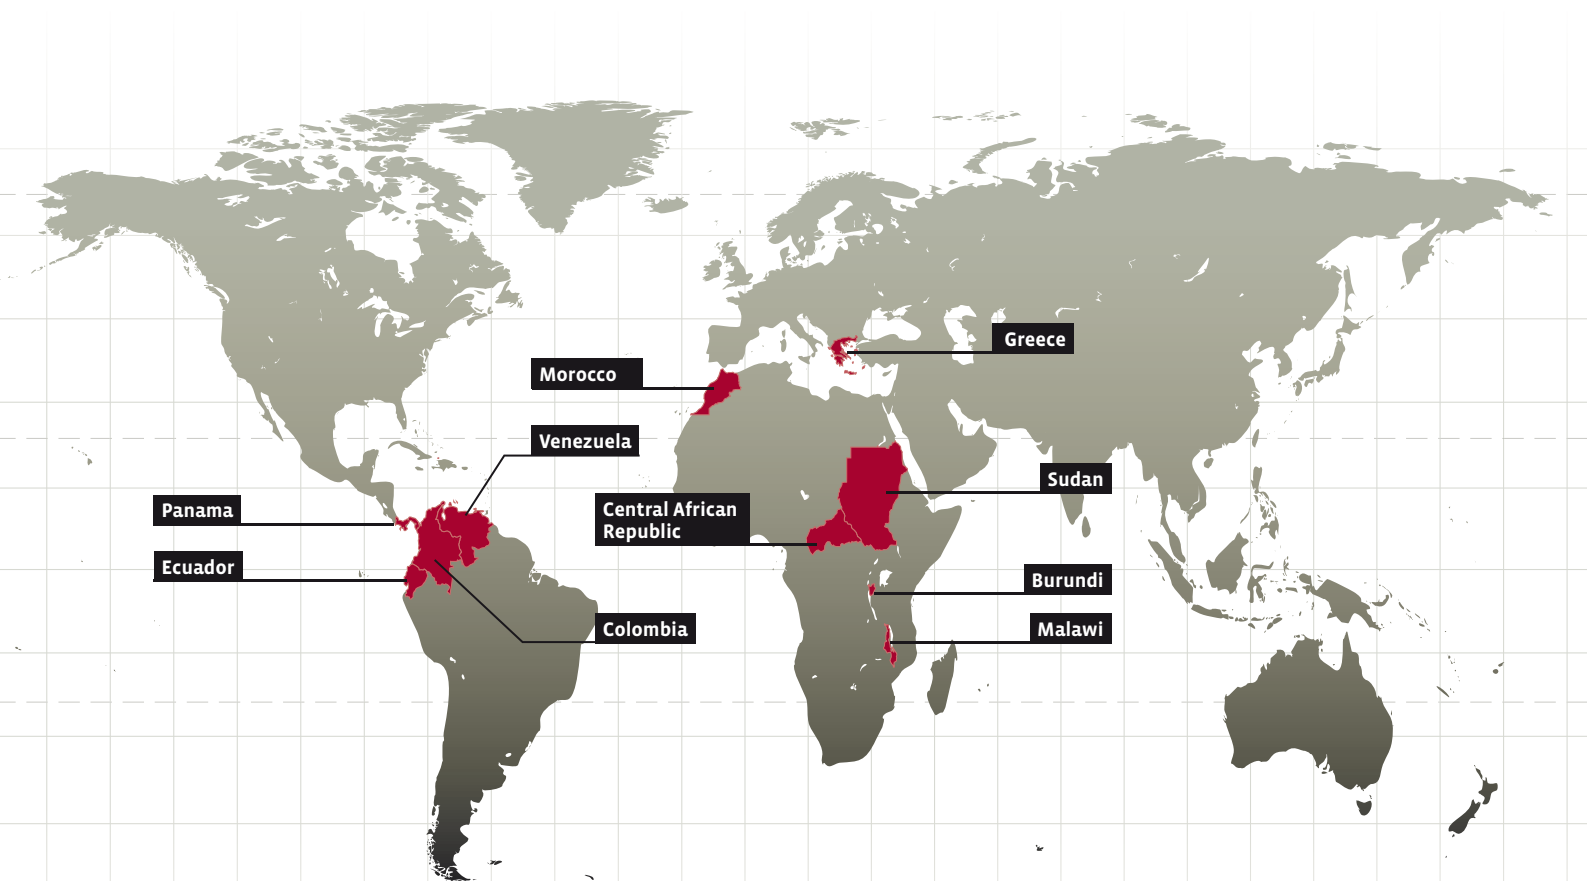 Greece
Morocco
Venezuela
Sudan
Panama
Central African
Republic
Ecuador
Burundi
Colombia
Malawi